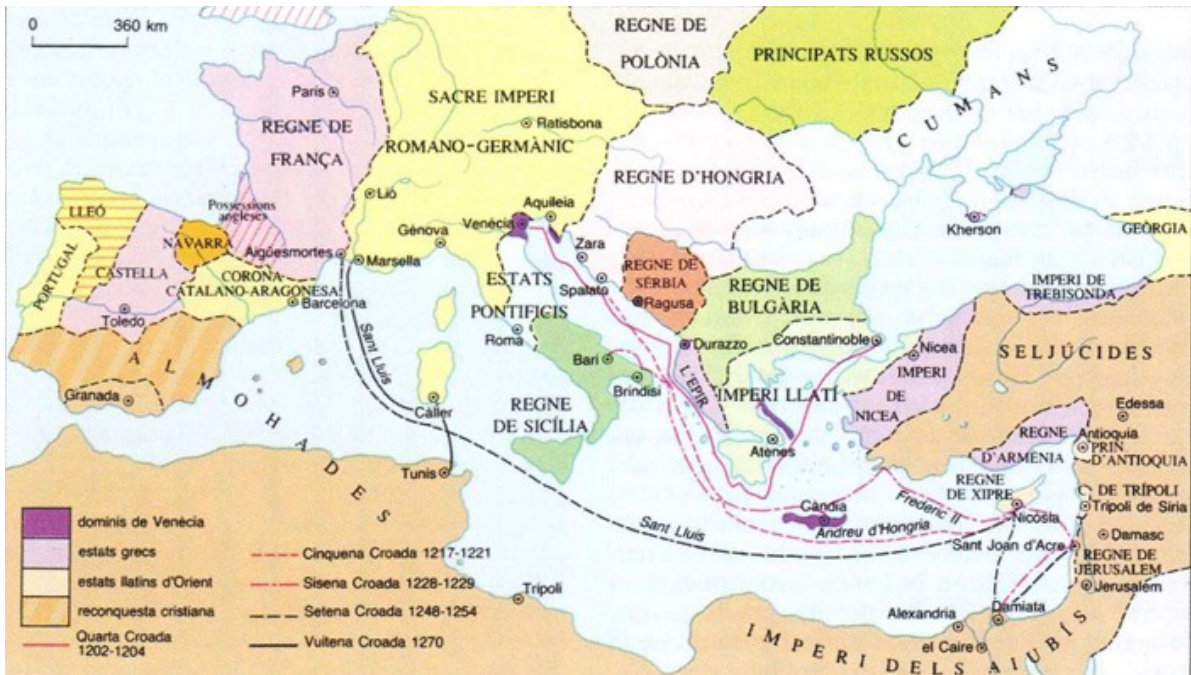 0 360 km
REGNE DE
POLÒNIA
PRINCIPATS RUSSOS
CUMANS
Paris
REGNE DE
FRANÇA
SACRE IMPERI
ROMANO-GERMÀNIC
Ratisbona
REGNE D'HONGRIA
Lió
Possessions
angleses
LLEÓ
NAVARRA
Aigüesmortes
Marsella
Gènova
Venècia
Aquileia
Zara
Spalato
REGNE DE
SÈRBIA
Ragusa
REGNE DE
BULGÀRIA
Kherson
GEÒRGIA
IMPERI DE
TREBISONDA
PORTUGAL
CASTELLA
Toledo
CORONA
CATALANO-ARAGONESA
Barcelona
ESTATS
PONTIFICIS
Roma
Bari
Brindisi
Durazzo
L'EPIR
Constantinoble
Nicea
IMPERI
DE
NICEA
SELJÚCIDES
IMPERI LLATÍ
Atenes
Edessa
REGNE
D'ARMÈNIA
Antioquia
PRIN
D'ANTIOQUIA
ALMOHADES
Granada
Sant Lluís
Càller
Tunis
REGNE
DE SICÍLIA
REGNE
DE XIPRE
Nicòsia
DE TRÍPOLI
Trípoli de Síria
Damasc
Càndia
Frederic II
Andreu d'Hongria
Sant Lluís
Sant Joan d'Acre
REGNE DE
JERUSALEM
Jerusalem
Trípoli
Alexandria
Damiata
el Caire
IMPERI DELS AIUBÍS
dominis de Venècia
estats grecs
estats llatins d'Orient
reconquesta cristiana
Quarta Croada
1202-1204
Cinquena Croada 1217-1221
Sisena Croada 1228-1229
Setena Croada 1248-1254
Vuitena Croada 1270